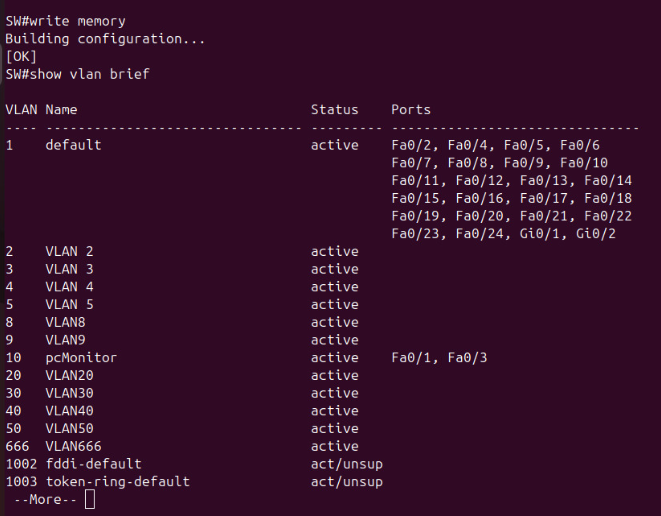 SW#write memory
Building configuration...
[OK]
SW#show vlan brief
VLAN Name                             Status    Ports
---- -------------------------------- --------- -------------------------------
1    default                          active    Fa0/2, Fa0/4, Fa0/5, Fa0/6
                                                Fa0/7, Fa0/8, Fa0/9, Fa0/10
                                                Fa0/11, Fa0/12, Fa0/13, Fa0/14
                                                Fa0/15, Fa0/16, Fa0/17, Fa0/18
                                                Fa0/19, Fa0/20, Fa0/21, Fa0/22
                                                Fa0/23, Fa0/24, Gi0/1, Gi0/2
2    VLAN 2                           active
3    VLAN 3                           active
4    VLAN 4                           active
5    VLAN 5                           active
8    VLAN8                            active
9    VLAN9                            active
10   pcMonitor                        active    Fa0/1, Fa0/3
20   VLAN20                           active
30   VLAN30                           active
40   VLAN40                           active
50   VLAN50                           active
666  VLAN666                          active
1002 fddi-default                     act/unsup
1003 token-ring-default               act/unsup
 --More--